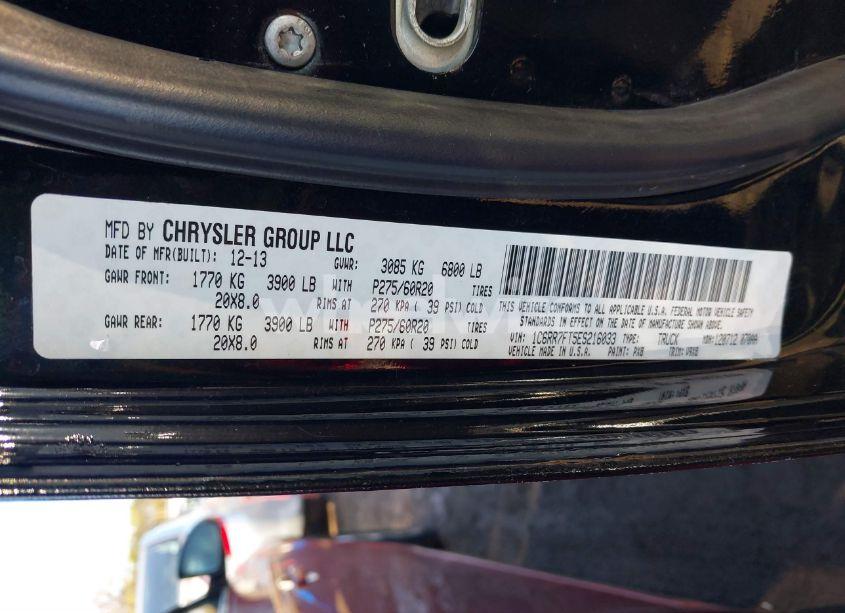 MFD BY CHRYSLER GROUP LLC
DATE OF MFR(BUILT): 12-13 GVWR: 3085 KG 6800 LB
GAWR FRONT: 1770 KG 3900 LB WITH P275/60R20 TIRES
20X8.0 RIMS AT 270 KPA ( 39 PSI) COLD
GAWR REAR: 1770 KG 3900 LB WITH P275/60R20 TIRES
20X8.0 RIMS AT 270 KPA ( 39 PSI) COLD
THIS VEHICLE CONFORMS TO ALL APPLICABLE U.S.A. FEDERAL MOTOR VEHICLE SAFETY
STANDARDS IN EFFECT ON THE DATE OF MANUFACTURE SHOWN ABOVE.
VIN: 1C6RR7FT5ES216033 TYPE: TRUCK MDH: 120712
VEHICLE MADE IN U.S.A. PAINT: PXB TRIM: